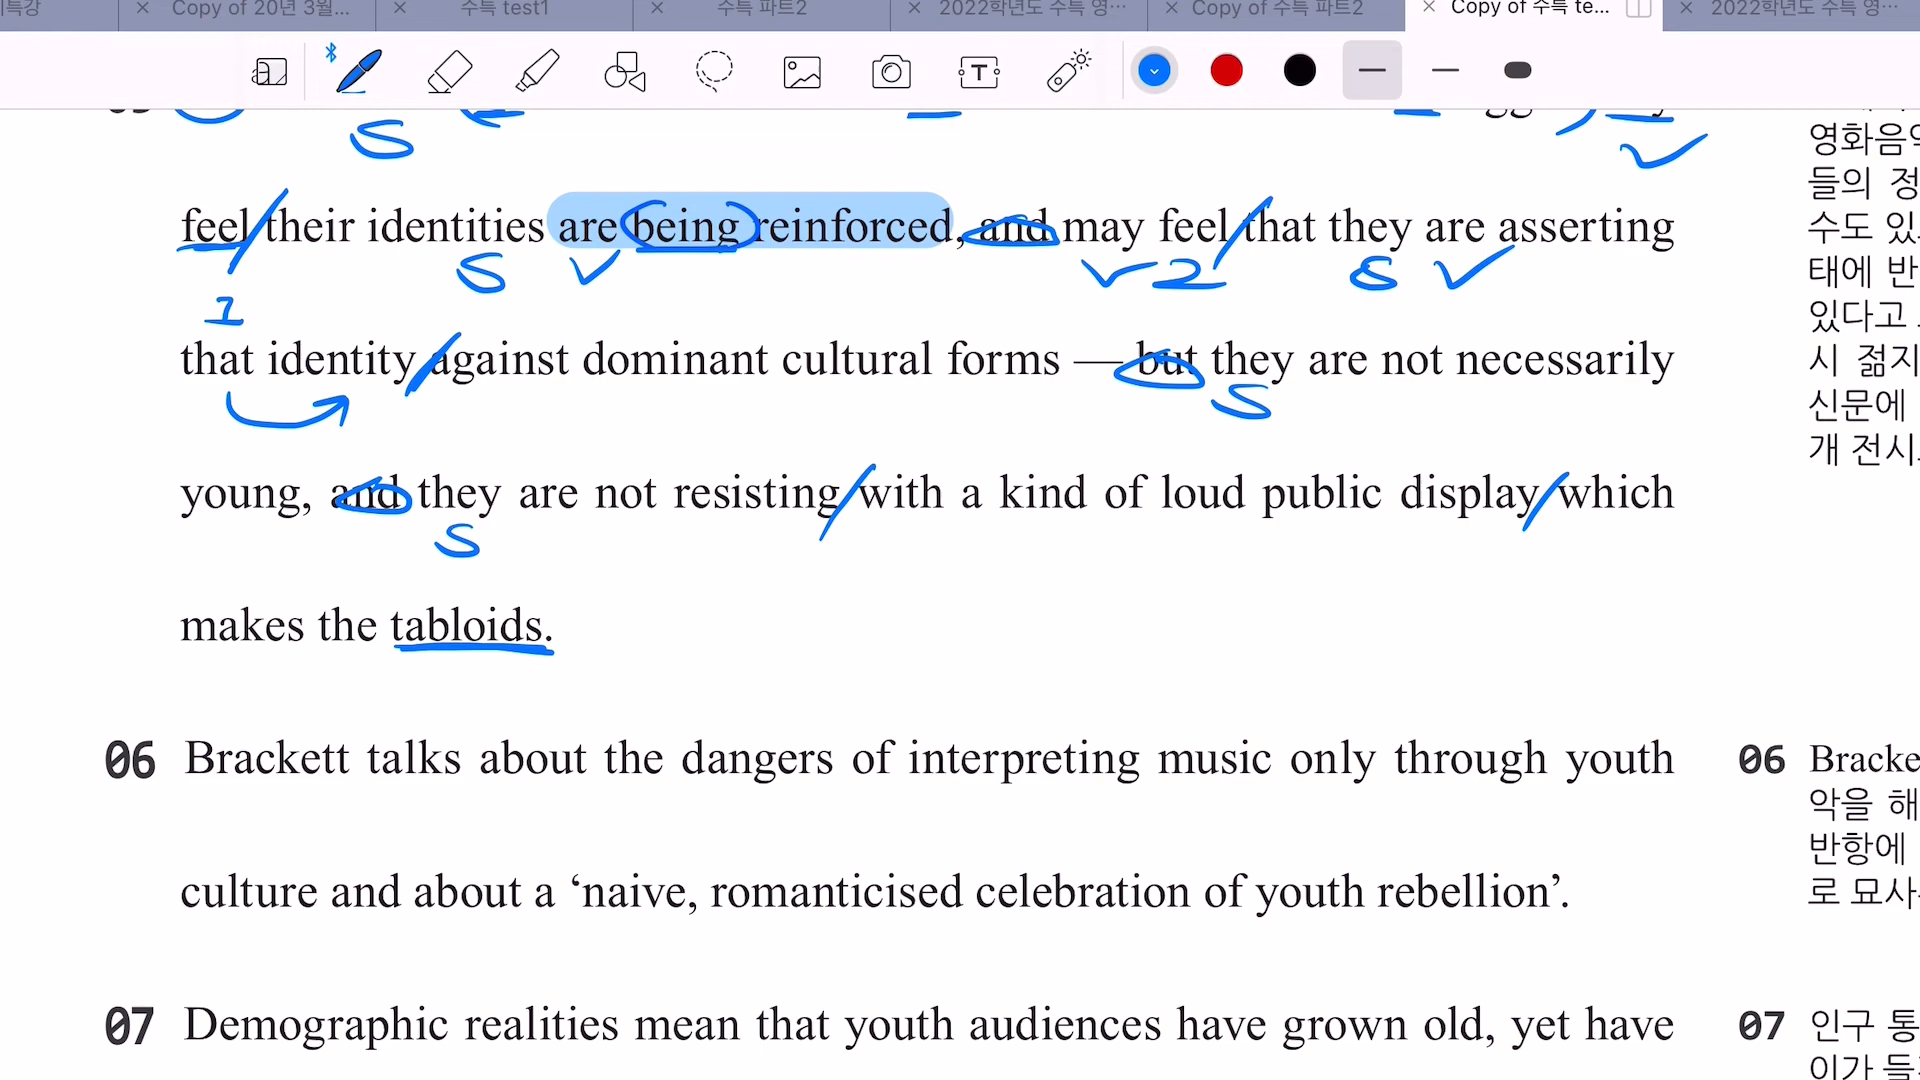 특강
× Copy of 20년 3월...
× 수특 test1
× 수특 파트2
× 2022학년도 수특 영...
× Copy of 수특 파트2
× Copy of 수특 te...
× 2022학년도 수특 영...
T
feel their identities are being reinforced, and may feel that they are asserting
S ✓ ✓ 2 S ✓
1
that identity against dominant cultural forms — but they are not necessarily
S
young, and they are not resisting with a kind of loud public display which
S
makes the tabloids.
06 Brackett talks about the dangers of interpreting music only through youth
culture and about a ‘naive, romanticised celebration of youth rebellion’.
07 Demographic realities mean that youth audiences have grown old, yet have
S ✓
영화음악
들의 정
수도 있
태에 반
있다고
시 젊지
신문에
개 전시
06 Bracke
악을 해
반항에
로 묘사
07 인구 통
이가 들